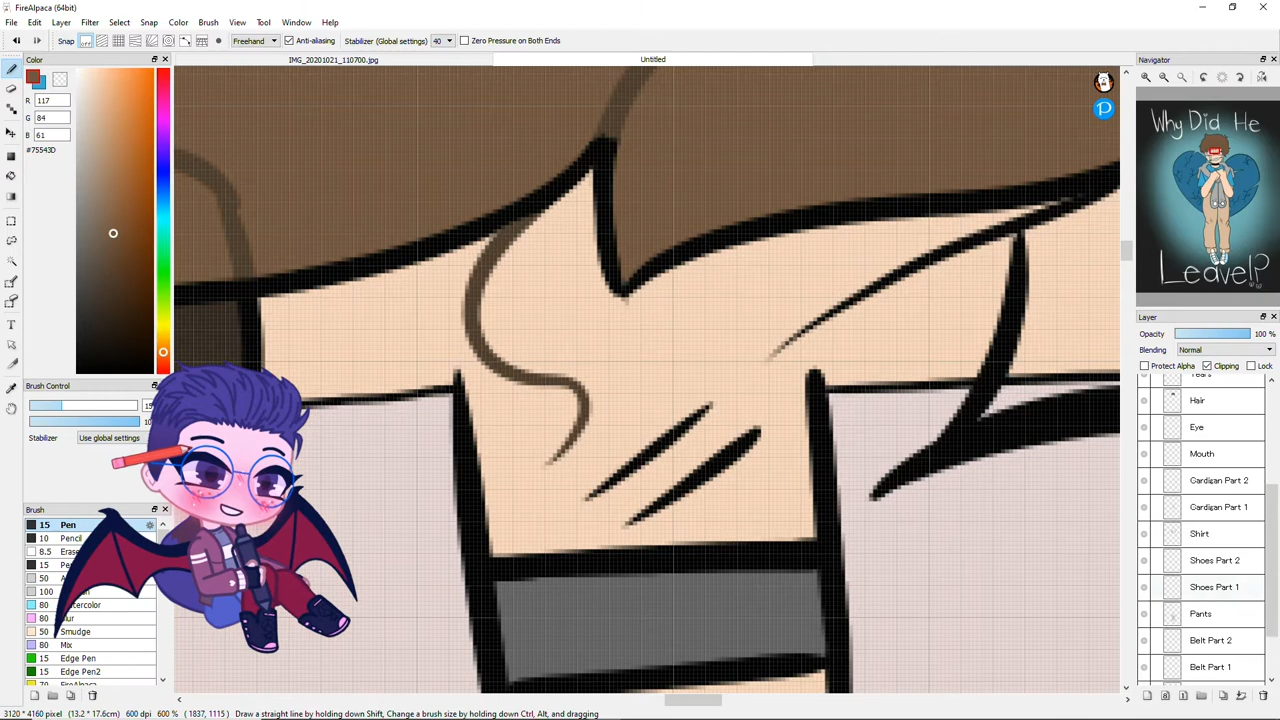 FireAlpaca (64bit)
File Edit Layer Filter Select Snap Color Brush View Tool Window Help
Snap OFF Freehand Anti-aliasing Stabilizer (Global settings) 40 Zero Pressure on Both Ends
Color
IMG_20201021_110700.jpg
Untitled
Navigator
R 117
G 84
B 61
#75543D
Why Did He
Leave!?
Layer
Opacity 100 %
Blending Normal
Protect Alpha Clipping Lock
Hair
Eye
Mouth
Cardigan Part 2
Cardigan Part 1
Shirt
Shoes Part 2
Shoes Part 1
Pants
Belt Part 2
Belt Part 1
Brush Control
Stabilizer Use global settings
Brush
15 Pen
10 Pencil
8.5
15
50
100
80
80 Blur
50 Smudge
80 Mix
15 Edge Pen
15 Edge Pen2
3120 * 4160 pixel (13.2 * 17.6cm) 600 dpi 600 % (1837, 1115) Draw a straight line by holding down Shift, Change a brush size by holding down Ctrl, Alt, and dragging